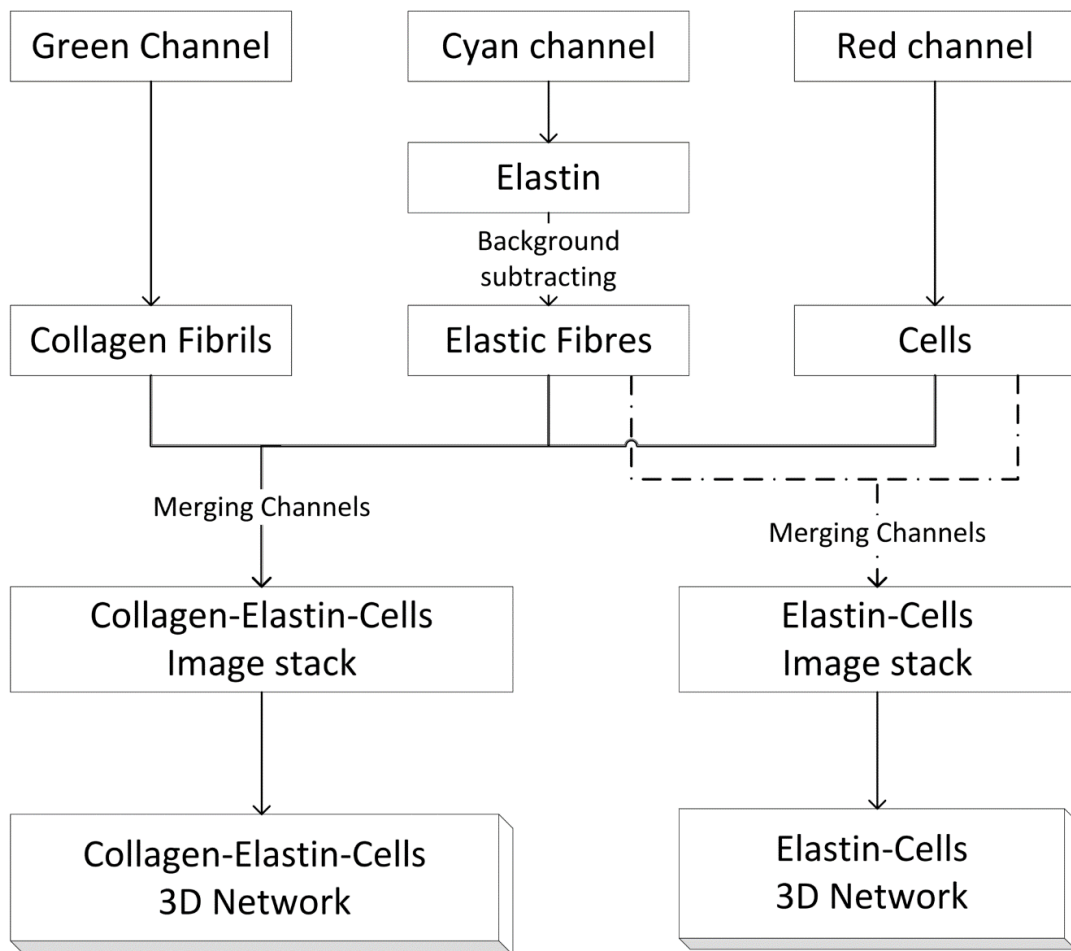 Green Channel
Cyan channel
Red channel
Elastin
Background
subtracting
Collagen Fibrils
Elastic Fibres
Cells
Merging Channels
Merging Channels
Collagen-Elastin-Cells
Image stack
Elastin-Cells
Image stack
Collagen-Elastin-Cells
3D Network
Elastin-Cells
3D Network